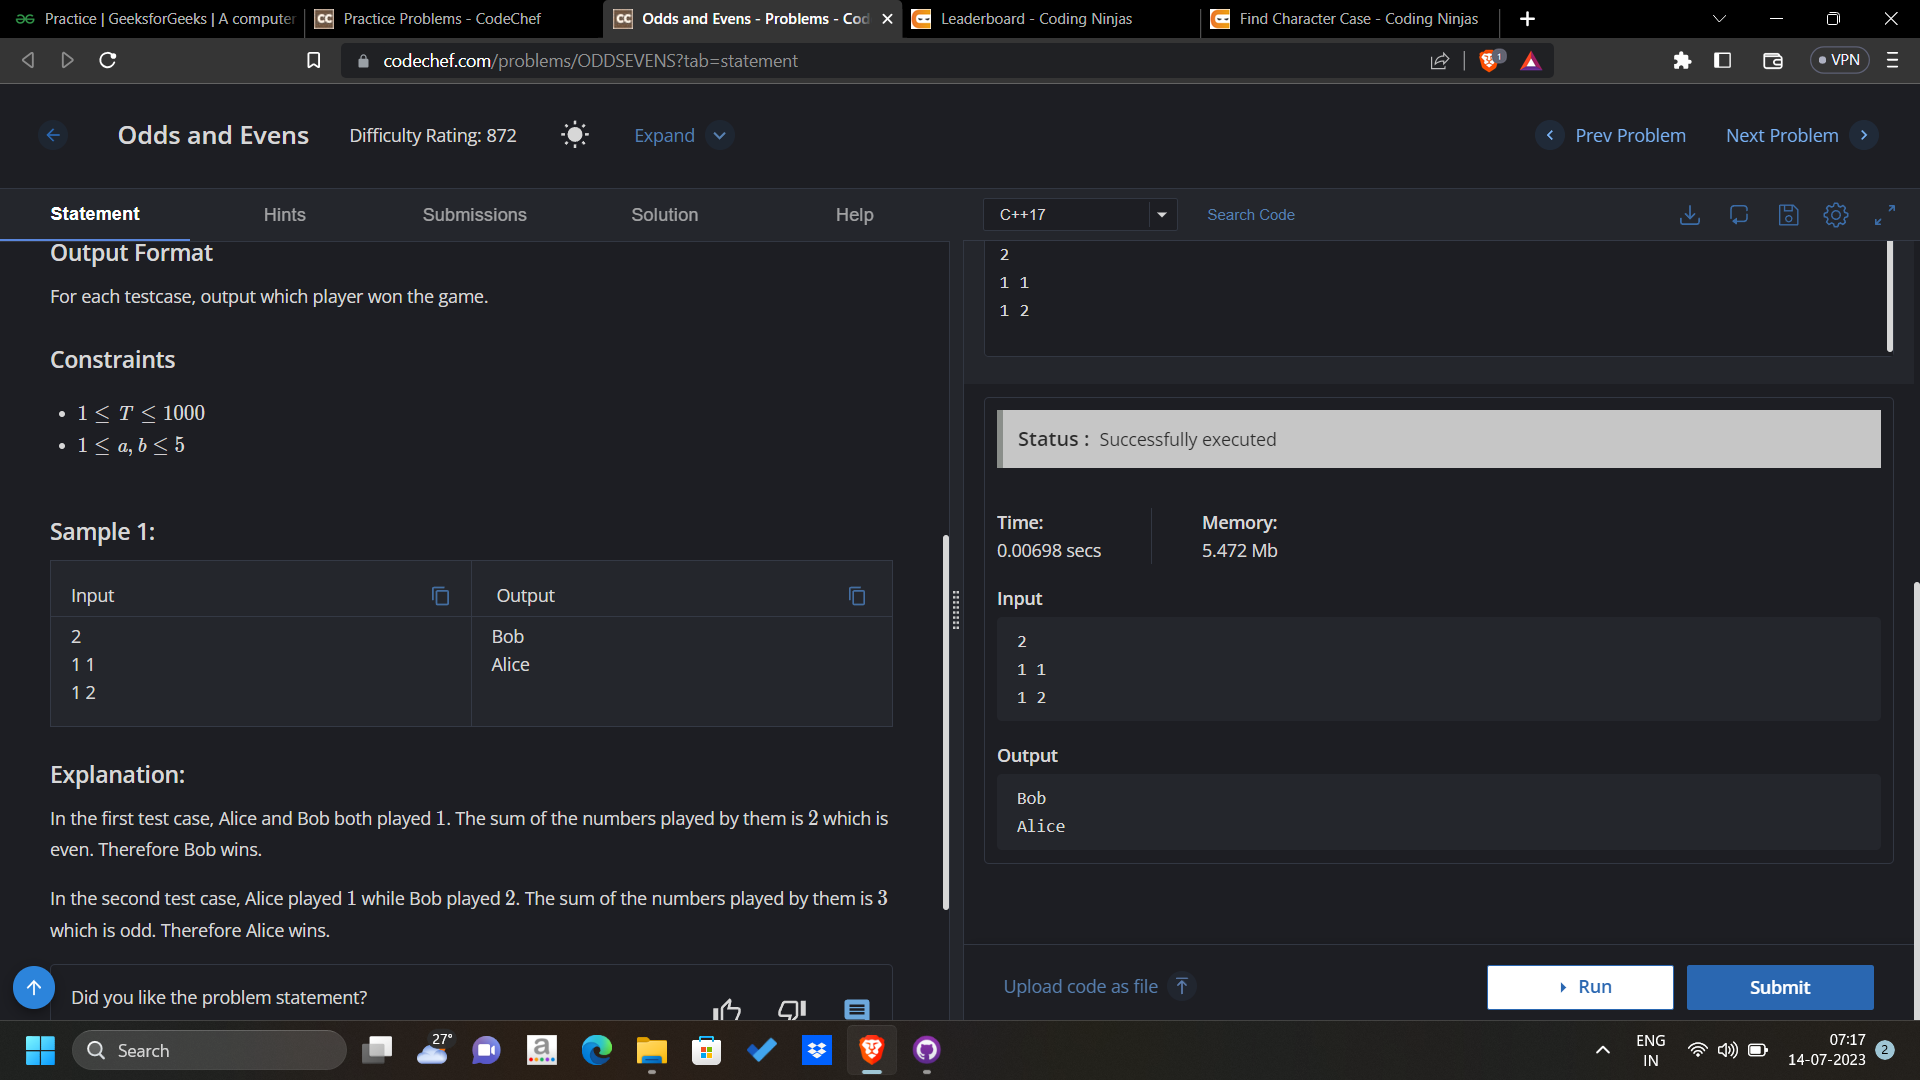 Practice | GeeksforGeeks | A computer
Practice Problems - CodeChef
Odds and Evens - Problems - Cod
Leaderboard - Coding Ninjas
Find Character Case - Coding Ninjas
codechef.com/problems/ODDSEVENS?tab=statement
1
VPN
Odds and Evens
Difficulty Rating: 872
Expand
Prev Problem
Next Problem
Statement
Hints
Submissions
Solution
Help
Output Format
For each testcase, output which player won the game.
Constraints
• 1 ≤ T ≤ 1000
• 1 ≤ a, b ≤ 5
Sample 1:
Input
Output
2
1 1
1 2
Bob
Alice
Explanation:
In the first test case, Alice and Bob both played 1. The sum of the numbers played by them is 2 which is
even. Therefore Bob wins.
In the second test case, Alice played 1 while Bob played 2. The sum of the numbers played by them is 3
which is odd. Therefore Alice wins.
Did you like the problem statement?
C++17
Search Code
2
1 1
1 2
Status : Successfully executed
Time:
0.00698 secs
Memory:
5.472 Mb
Input
2
1 1
1 2
Output
Bob
Alice
Upload code as file
Run
Submit
Search
27°
a
ENG
IN
07:17
14-07-2023
2